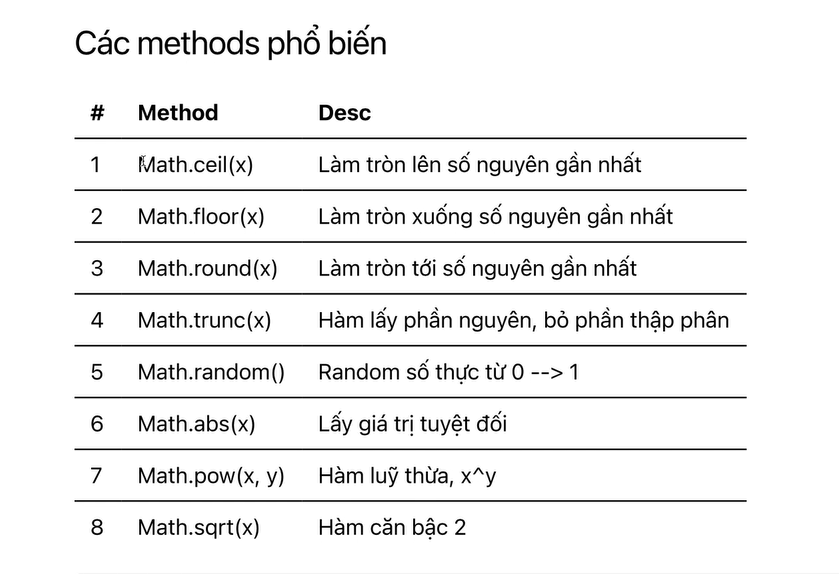 Các methods phổ biến
# Method Desc
1 Math.ceil(x) Làm tròn lên số nguyên gần nhất
2 Math.floor(x) Làm tròn xuống số nguyên gần nhất
3 Math.round(x) Làm tròn tới số nguyên gần nhất
4 Math.trunc(x) Hàm lấy phần nguyên, bỏ phần thập phân
5 Math.random() Random số thực từ 0 --> 1
6 Math.abs(x) Lấy giá trị tuyệt đối
7 Math.pow(x, y) Hàm luỹ thừa, x^y
8 Math.sqrt(x) Hàm căn bậc 2